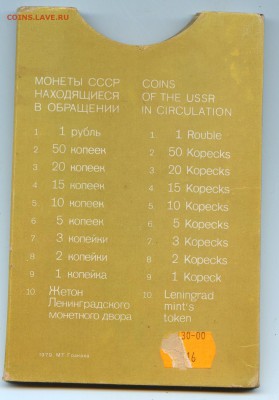 COINS.LAVE.RU
МОНЕТЫ СССР
НАХОДЯЩИЕСЯ
В ОБРАЩЕНИИ
1. 1 рубль
2 50 копеек
3. 20 копеек
4. 15 копеек
5. 10 копеек
6. 5 копеек
7. 3 копейки
8 2 копейки
9 1 копейка
10 Жетон
Ленинградского
монетного двора
COINS
OF THE USSR
IN CIRCULATION
1. 1 Rouble
2 50 Kopecks
3 20 Kopecks
4 15 Kopecks
5 10 Kopecks
6. 5 Kopecks
7. 3 Kopecks
8 2 Kopecks
9 1 Kopeck
10 Leningrad
mint's
token
30-00